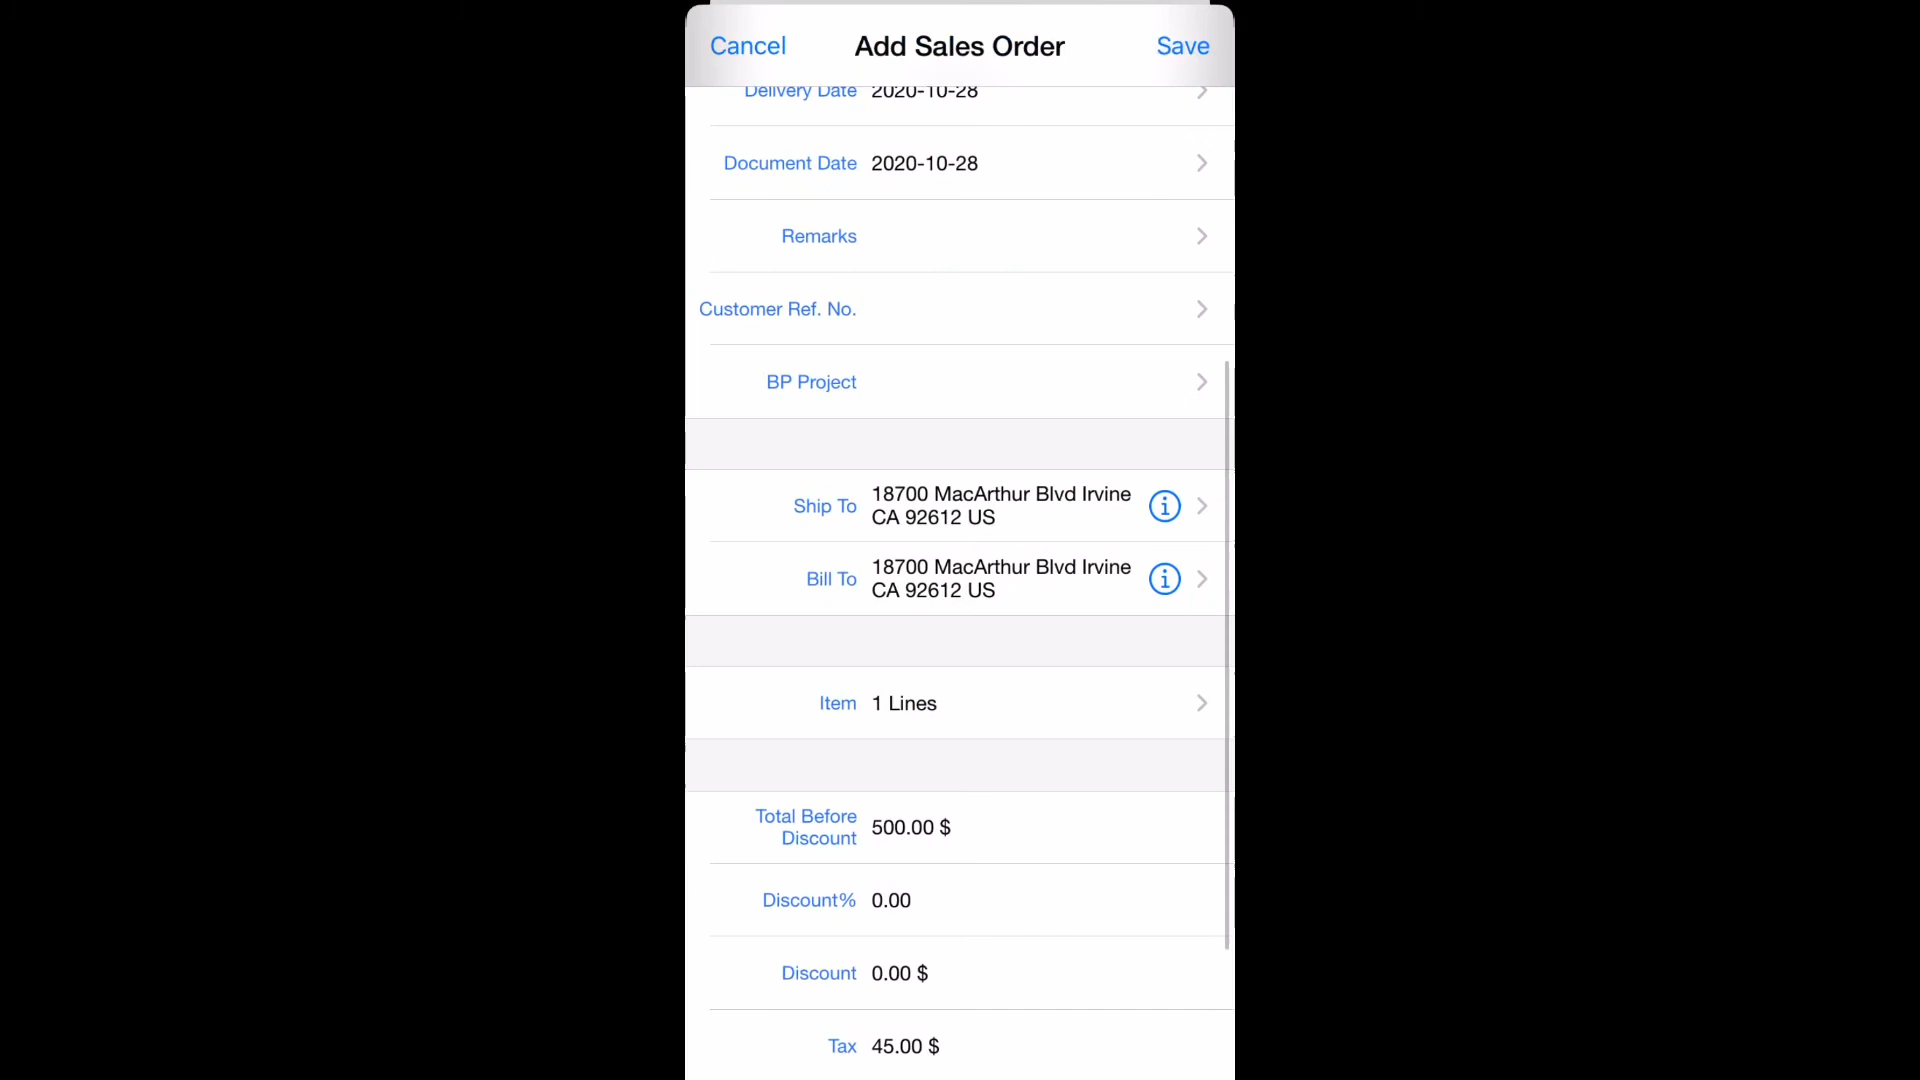 Cancel Add Sales Order Save
Delivery Date 2020-10-28
Document Date 2020-10-28
Remarks
Customer Ref. No.
BP Project
Ship To 18700 MacArthur Blvd Irvine
CA 92612 US
Bill To 18700 MacArthur Blvd Irvine
CA 92612 US
Item 1 Lines
Total Before
Discount 500.00 $
Discount% 0.00
Discount 0.00 $
Tax 45.00 $